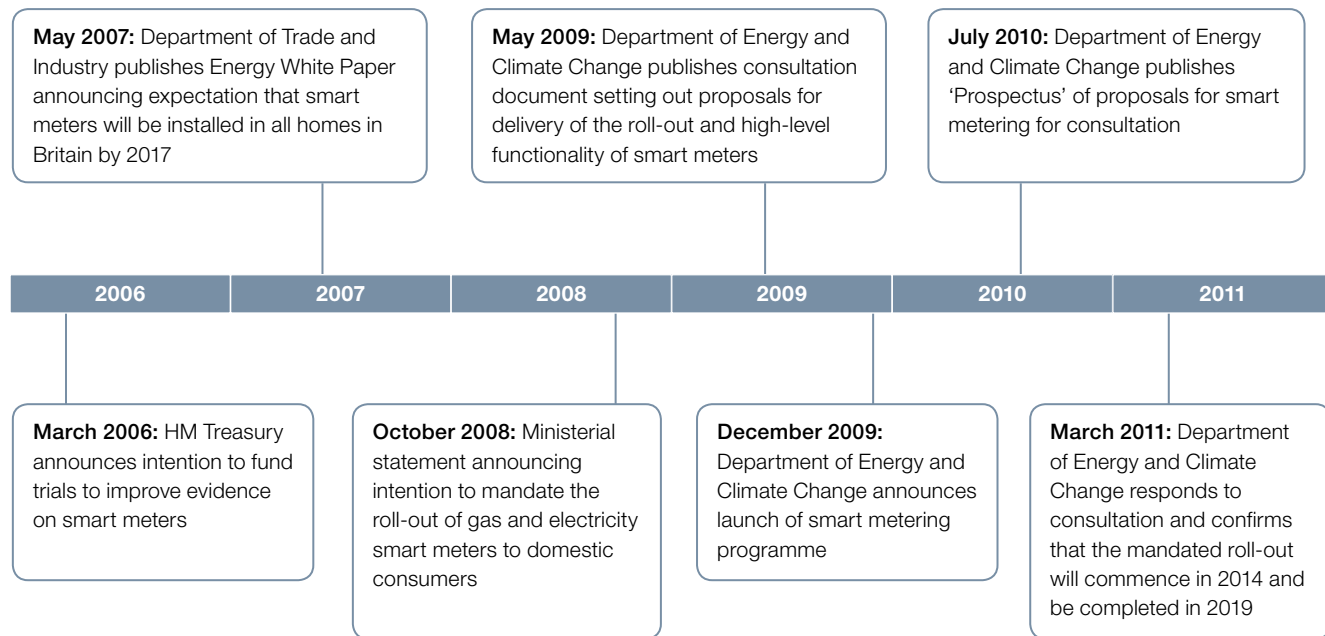 May 2007: Department of Trade and
Industry publishes Energy White Paper
announcing expectation that smart
meters will be installed in all homes in
Britain by 2017
May 2009: Department of Energy and
Climate Change publishes consultation
document setting out proposals for
delivery of the roll-out and high-level
functionality of smart meters
July 2010: Department of Energy
and Climate Change publishes
‘Prospectus’ of proposals for smart
metering for consultation
2006
2007
2008
2009
2010
2011
March 2006: HM Treasury
announces intention to fund
trials to improve evidence
on smart meters
October 2008: Ministerial
statement announcing
intention to mandate the
roll-out of gas and electricity
smart meters to domestic
consumers
December 2009:
Department of Energy and
Climate Change announces
launch of smart metering
programme
March 2011: Department
of Energy and Climate
Change responds to
consultation and confirms
that the mandated roll-out
will commence in 2014 and
be completed in 2019